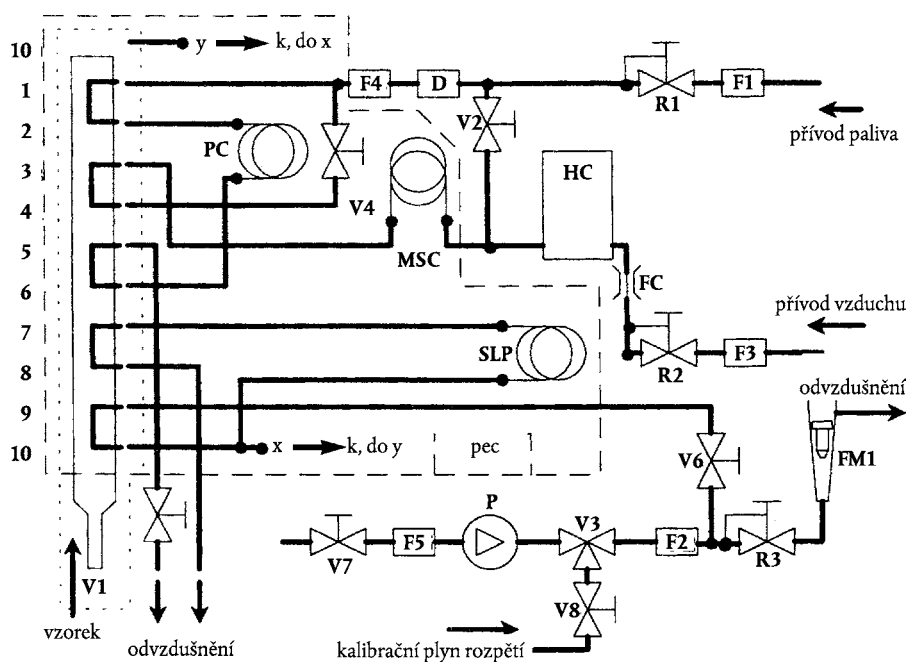 10
y
k, do x
1
F4
D
R1
F1
přívod paliva
2
PC
V2
3
HC
4
V4
5
MSC
6
FC
přívod vzduchu
7
SLP
8
R2
F3
odvzdušnění
9
10
x
k, do y
pec
V6
FM1
P
V3
F5
F2
V7
R3
V1
V8
vzorek
odvzdušnění
kalibrační plyn rozpětí